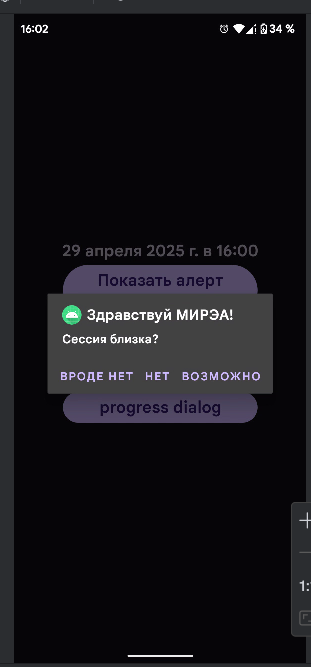 16:02
34 %
29 апреля 2025 г. в 16:00
Показать алерт
Здравствуй МИРЭА!
Сессия близка?
ВРОДЕ НЕТ НЕТ ВОЗМОЖНО
progress dialog